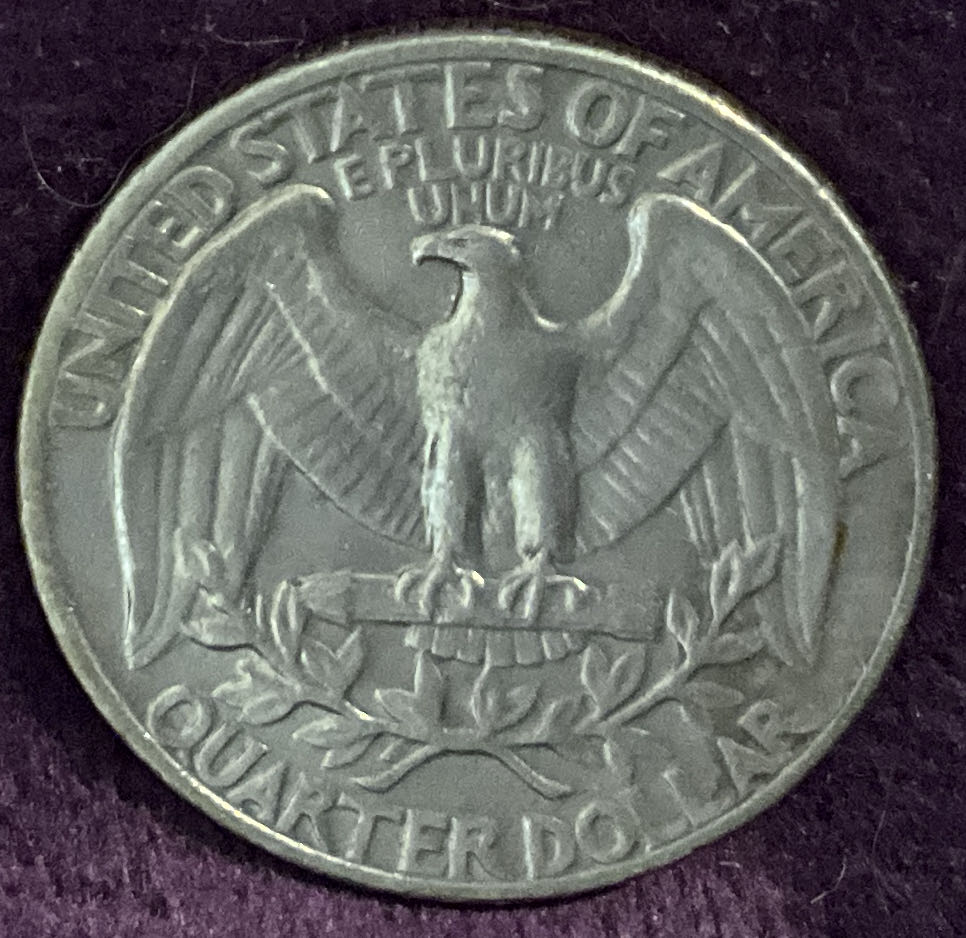 UNITED STATES OF AMERICA
E PLURIBUS
UNUM
QUARTER DOLLAR